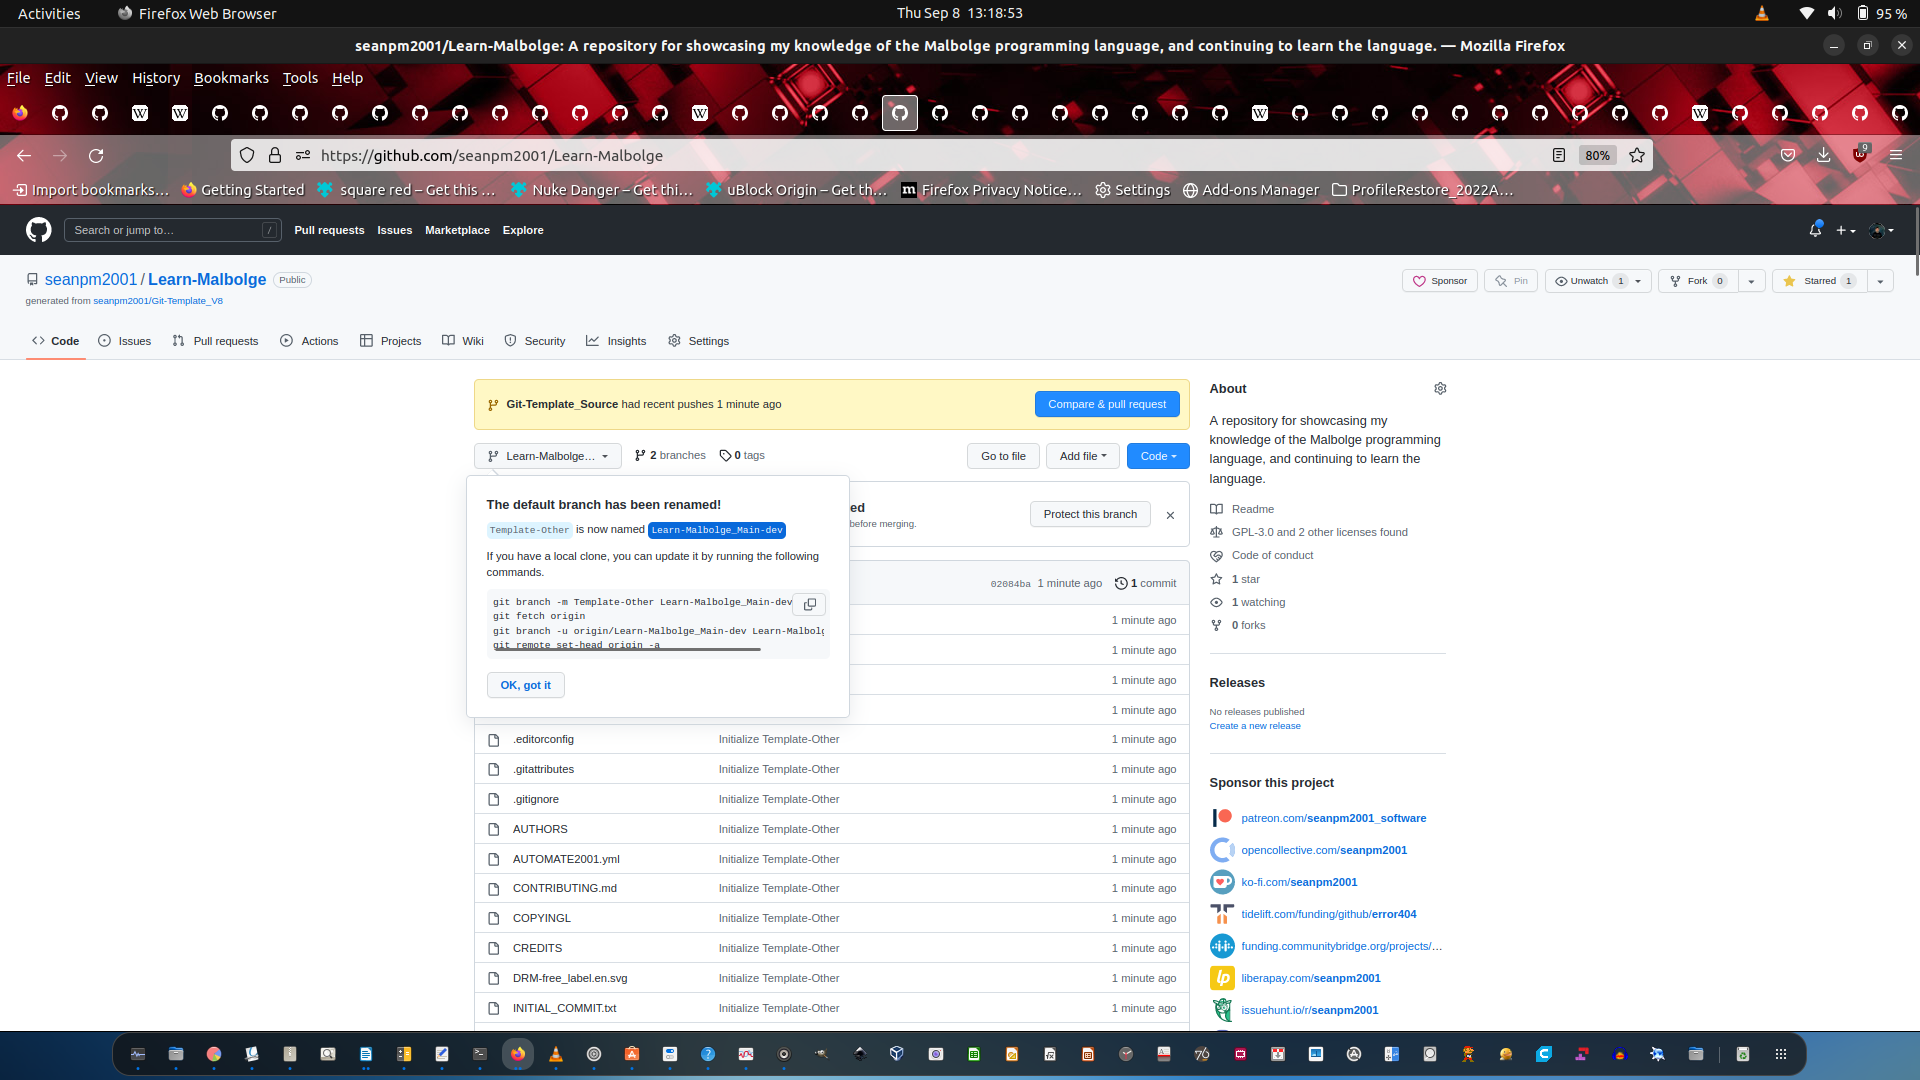 Activities
Firefox Web Browser
Thu Sep 8 13:18:53
95 %
seanpm2001/Learn-Malbolge: A repository for showcasing my knowledge of the Malbolge programming language, and continuing to learn the language. — Mozilla Firefox
File Edit View History Bookmarks Tools Help
https://github.com/seanpm2001/Learn-Malbolge
80%
9
Import bookmarks…
Getting Started
square red – Get this …
Nuke Danger – Get thi…
uBlock Origin – Get th…
Firefox Privacy Notice…
Settings
Add-ons Manager
ProfileRestore_2022A…
Search or jump to…
/
Pull requests
Issues
Marketplace
Explore
seanpm2001 / Learn-Malbolge
Public
generated from seanpm2001/Git-Template_V8
Sponsor
Pin
Unwatch 1
Fork 0
Starred 1
Code
Issues
Pull requests
Actions
Projects
Wiki
Security
Insights
Settings
Git-Template_Source had recent pushes 1 minute ago
Compare & pull request
Learn-Malbolge…
2 branches
0 tags
Go to file
Add file
Code
The default branch has been renamed!
Template-Other is now named Learn-Malbolge_Main-dev
If you have a local clone, you can update it by running the following
commands.
git branch -m Template-Other Learn-Malbolge_Main-dev
git fetch origin
git branch -u origin/Learn-Malbolge_Main-dev Learn-Malbolg
git remote set-head origin -a
OK, got it
ed
before merging.
Protect this branch
02084ba 1 minute ago
1 commit
1 minute ago
1 minute ago
1 minute ago
1 minute ago
.editorconfig Initialize Template-Other 1 minute ago
.gitattributes Initialize Template-Other 1 minute ago
.gitignore Initialize Template-Other 1 minute ago
AUTHORS Initialize Template-Other 1 minute ago
AUTOMATE2001.yml Initialize Template-Other 1 minute ago
CONTRIBUTING.md Initialize Template-Other 1 minute ago
COPYINGL Initialize Template-Other 1 minute ago
CREDITS Initialize Template-Other 1 minute ago
DRM-free_label.en.svg Initialize Template-Other 1 minute ago
INITIAL_COMMIT.txt Initialize Template-Other 1 minute ago
About
A repository for showcasing my
knowledge of the Malbolge programming
language, and continuing to learn the
language.
Readme
GPL-3.0 and 2 other licenses found
Code of conduct
1 star
1 watching
0 forks
Releases
No releases published
Create a new release
Sponsor this project
patreon.com/seanpm2001_software
opencollective.com/seanpm2001
ko-fi.com/seanpm2001
tidelift.com/funding/github/error404
funding.communitybridge.org/projects/…
liberapay.com/seanpm2001
issuehunt.io/r/seanpm2001